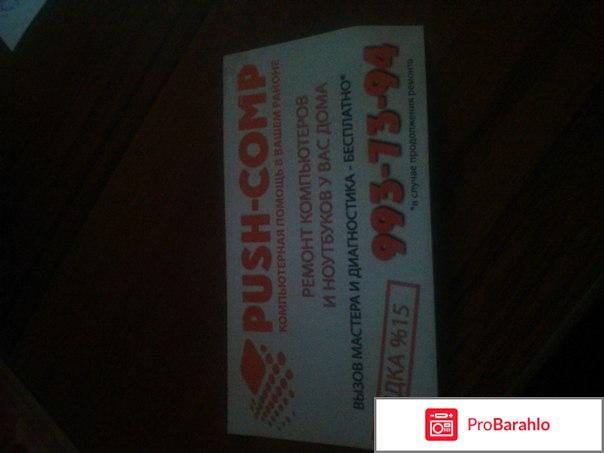 PUSH-COMP
КОМПЬЮТЕРНАЯ ПОМОЩЬ В ВАШЕМ РАЙОНЕ
РЕМОНТ КОМПЬЮТЕРОВ
И НОУТБУКОВ У ВАС ДОМА
ВЫЗОВ МАСТЕРА И ДИАГНОСТИКА - БЕСПЛАТНО*
993-73-94
*в случае продолжения ремонта
ДКА %15
ProBarahlo